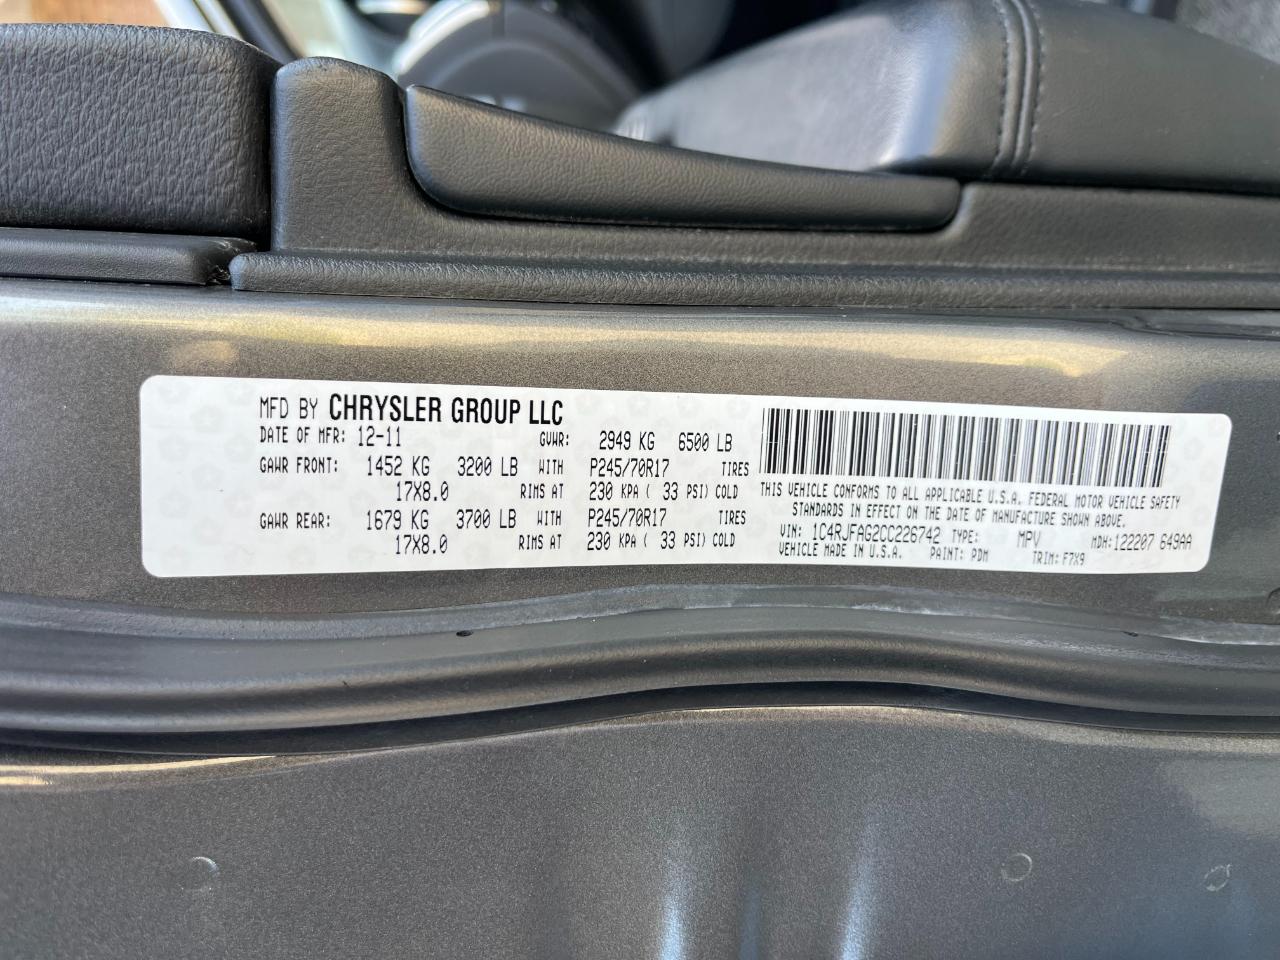 MFD BY CHRYSLER GROUP LLC
DATE OF MFR: 12-11 GVWR: 2949 KG 6500 LB
GAWR FRONT: 1452 KG 3200 LB WITH P245/70R17 TIRES
17X8.0 RIMS AT 230 KPA ( 33 PSI) COLD
GAWR REAR: 1679 KG 3700 LB WITH P245/70R17 TIRES
17X8.0 RIMS AT 230 KPA ( 33 PSI) COLD
THIS VEHICLE CONFORMS TO ALL APPLICABLE U.S.A. FEDERAL MOTOR VEHICLE SAFETY
STANDARDS IN EFFECT ON THE DATE OF MANUFACTURE SHOWN ABOVE.
VIN: 1C4RJFAG2CC226742 TYPE: MPV MDH:122207 649AA
VEHICLE MADE IN U.S.A. PAINT: PDM TRIM: F7X9